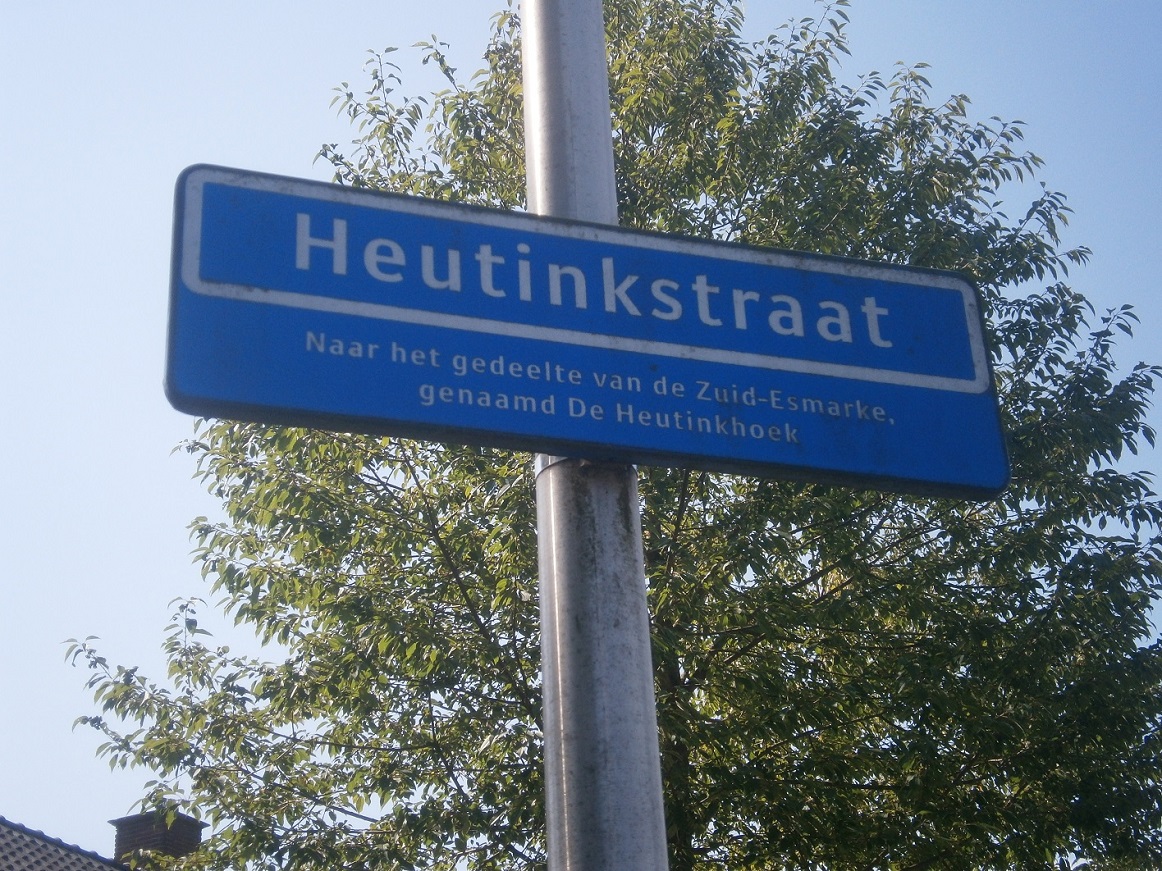 Heutinkstraat
Naar het gedeelte van de Zuid-Esmarke,
genaamd De Heutinkhoek